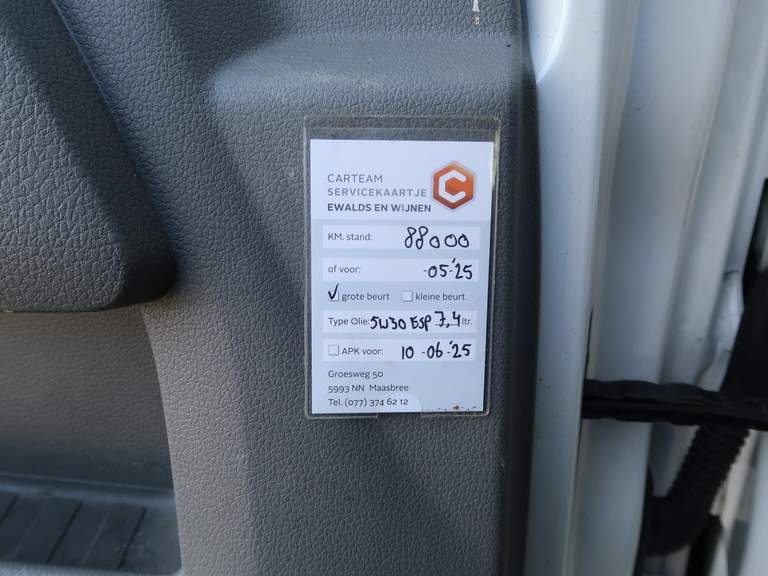 CARTEAM
SERVICEKAARTJE
EWALDS EN WIJNEN
KM. stand: 88000
of voor: -05-'25
✓ grote beurt ☐ kleine beurt
Type Olie: 5W30 ESP 7,4 ltr.
☐ APK voor: 10-06-'25
Groesweg 50
5993 NN Maasbree
Tel. (077) 374 62 12